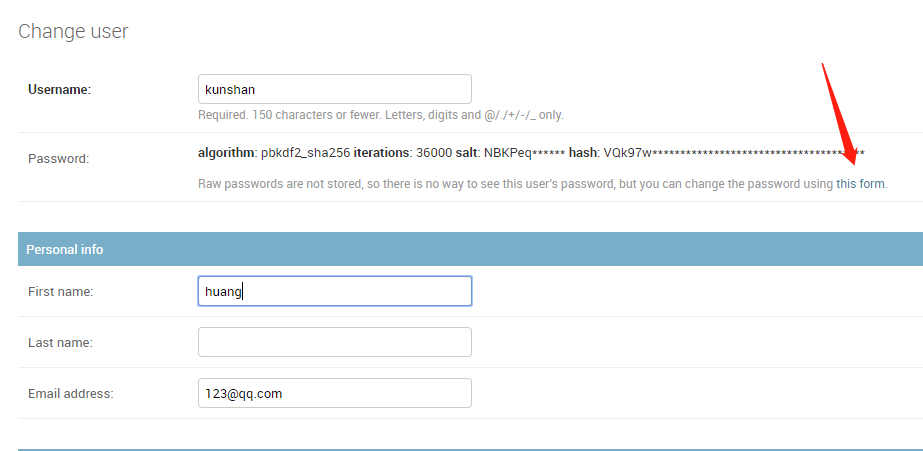 Change user
Username: kunshan
Required. 150 characters or fewer. Letters, digits and @/./+/-/_ only.
Password: algorithm: pbkdf2_sha256 iterations: 36000 salt: NBKPeq****** hash: VQk97w**************************************
Raw passwords are not stored, so there is no way to see this user's password, but you can change the password using this form.
Personal info
First name: huang
Last name:
Email address: 123@qq.com